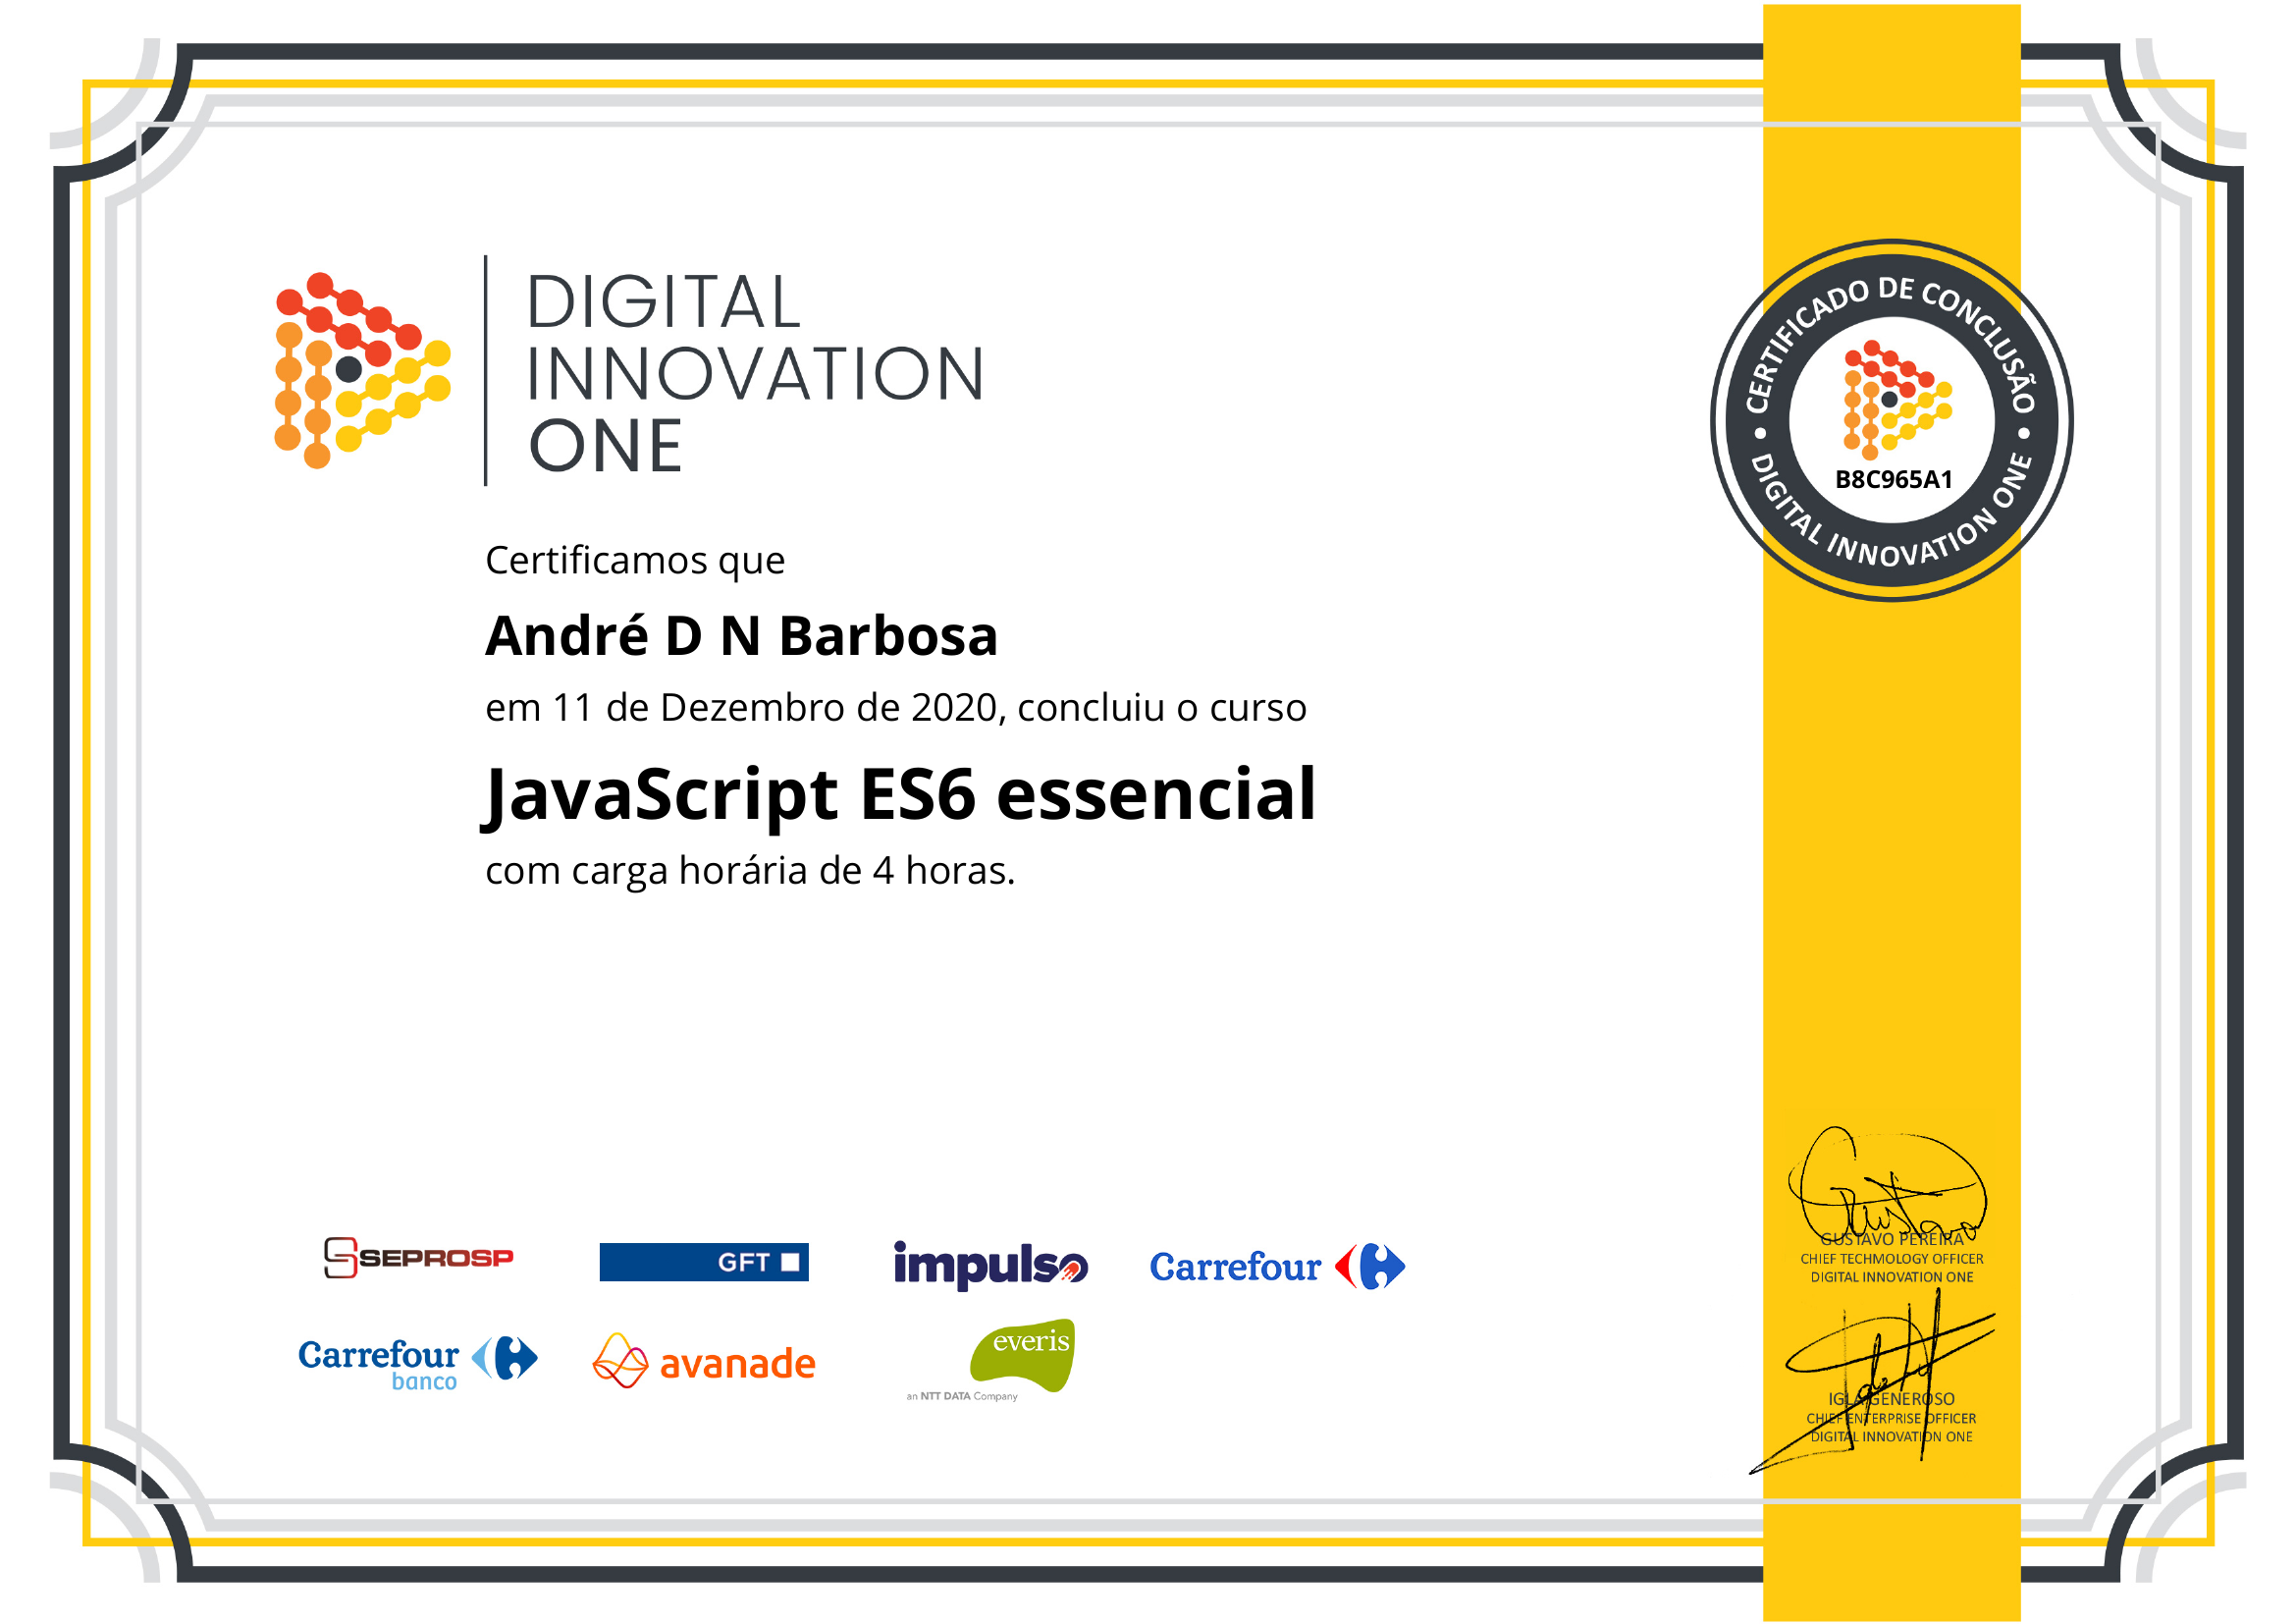 DIGITAL
INNOVATION
ONE
CERTIFICADO DE CONCLUSÃO
B8C965A1
DIGITAL INNOVATION ONE
Certificamos que
André D N Barbosa
em 11 de Dezembro de 2020, concluiu o curso
JavaScript ES6 essencial
com carga horária de 4 horas.
SEPROSP
GFT
impulso
Carrefour
Carrefour
banco
avanade
everis
an NTT DATA Company
Gustavo
GUSTAVO PEREIRA
CHIEF TECHMOLOGY OFFICER
DIGITAL INNOVATION ONE
IGLA GENEROSO
CHIEF ENTERPRISE OFFICER
DIGITAL INNOVATION ONE